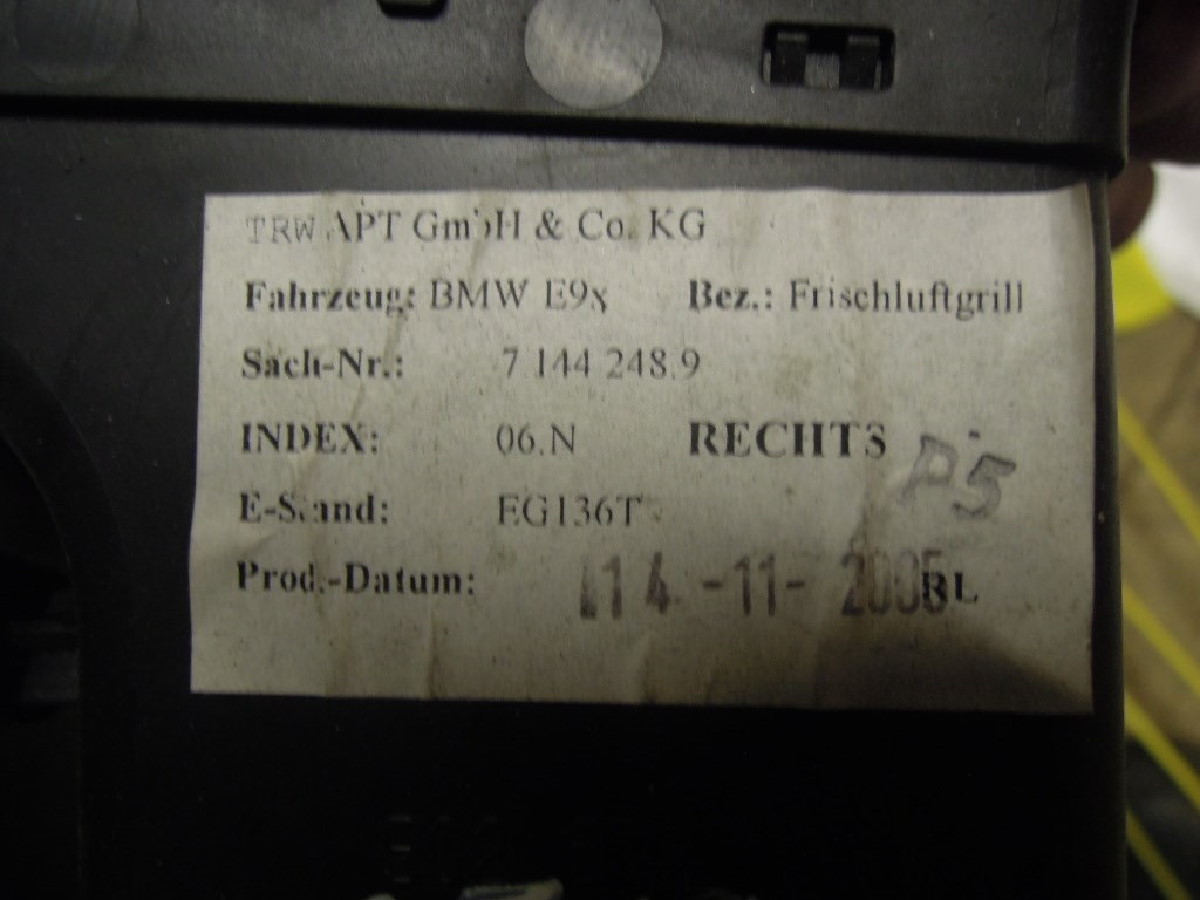 TRW APT GmbH & Co. KG
Fahrzeug: BMW E9x Bez.: Frischluftgrill
Sach-Nr.: 7 144 248.9
INDEX: 06.N RECHTS P5
E-Stand: EG136T
Prod.-Datum: 14 -11- 2005 RL